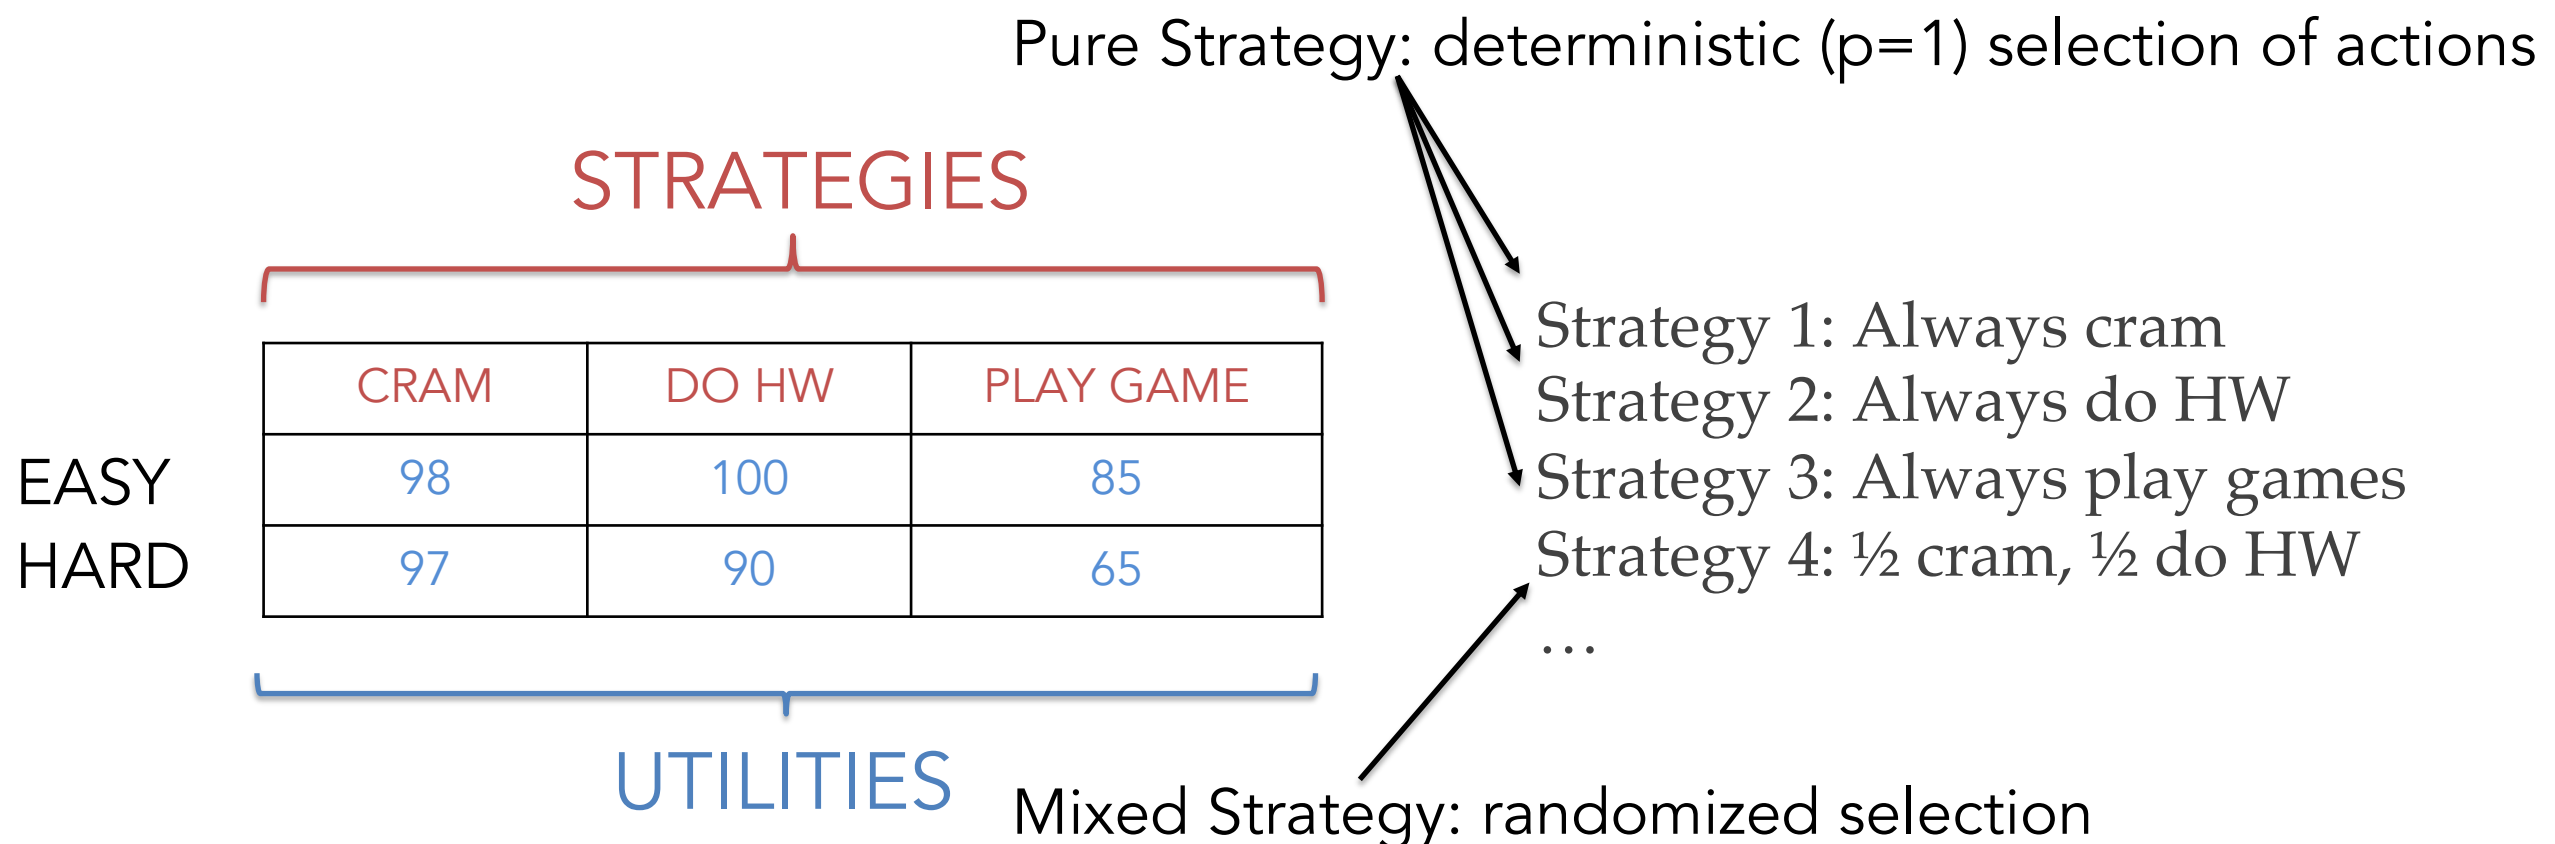 Pure Strategy: deterministic (p=1) selection of actions
STRATEGIES
CRAM DO HW PLAY GAME
EASY 98 100 85
HARD 97 90 65
UTILITIES
Strategy 1: Always cram
Strategy 2: Always do HW
Strategy 3: Always play games
Strategy 4: ½ cram, ½ do HW
…
Mixed Strategy: randomized selection